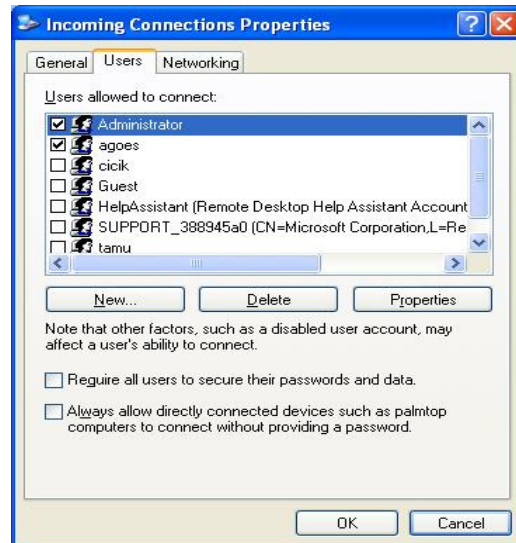 Incoming Connections Properties
General Users Networking
Users allowed to connect:
Administrator
agoes
cicik
Guest
HelpAssistant (Remote Desktop Help Assistant Account
SUPPORT_388945a0 (CN=Microsoft Corporation,L=Re
tamu
New... Delete Properties
Note that other factors, such as a disabled user account, may
affect a user's ability to connect.
Require all users to secure their passwords and data.
Always allow directly connected devices such as palmtop
computers to connect without providing a password.
OK Cancel